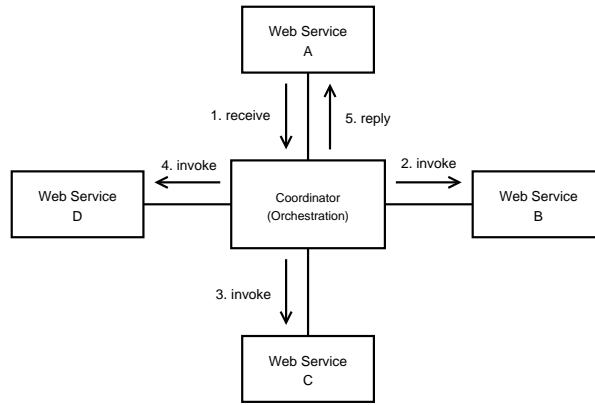 Web Service
A
1. receive
5. reply
4. invoke
2. invoke
Web Service
D
Coordinator
(Orchestration)
Web Service
B
3. invoke
Web Service
C